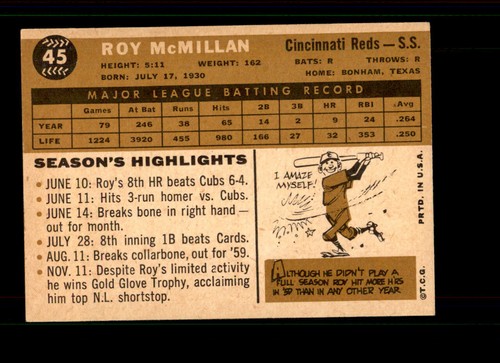 45
ROY McMILLAN
Cincinnati Reds — S.S.
HEIGHT: 5:11 WEIGHT: 162 BATS: R THROWS: R
BORN: JULY 17, 1930 HOME: BONHAM, TEXAS
MAJOR LEAGUE BATTING RECORD
Games At Bat Runs Hits 2B 3B HR RBI Avg
YEAR 79 246 38 65 14 2 9 24 .264
LIFE 1224 3920 455 980 166 27 32 353 .250
SEASON'S HIGHLIGHTS
• JUNE 10: Roy's 8th HR beats Cubs 6-4.
• JUNE 11: Hits 3-run homer vs. Cubs.
• JUNE 14: Breaks bone in right hand —
out for month.
• JULY 28: 8th inning 1B beats Cards.
• AUG. 11: Breaks collarbone, out for '59.
• NOV. 11: Despite Roy's limited activity
he wins Gold Glove Trophy, acclaiming
him top N.L. shortstop.
I AMAZE
MYSELF!
ALTHOUGH HE DIDN'T PLAY A
FULL SEASON ROY HIT MORE HRS
IN '59 THAN IN ANY OTHER YEAR
©T.C.G. PRTD. IN U.S.A.